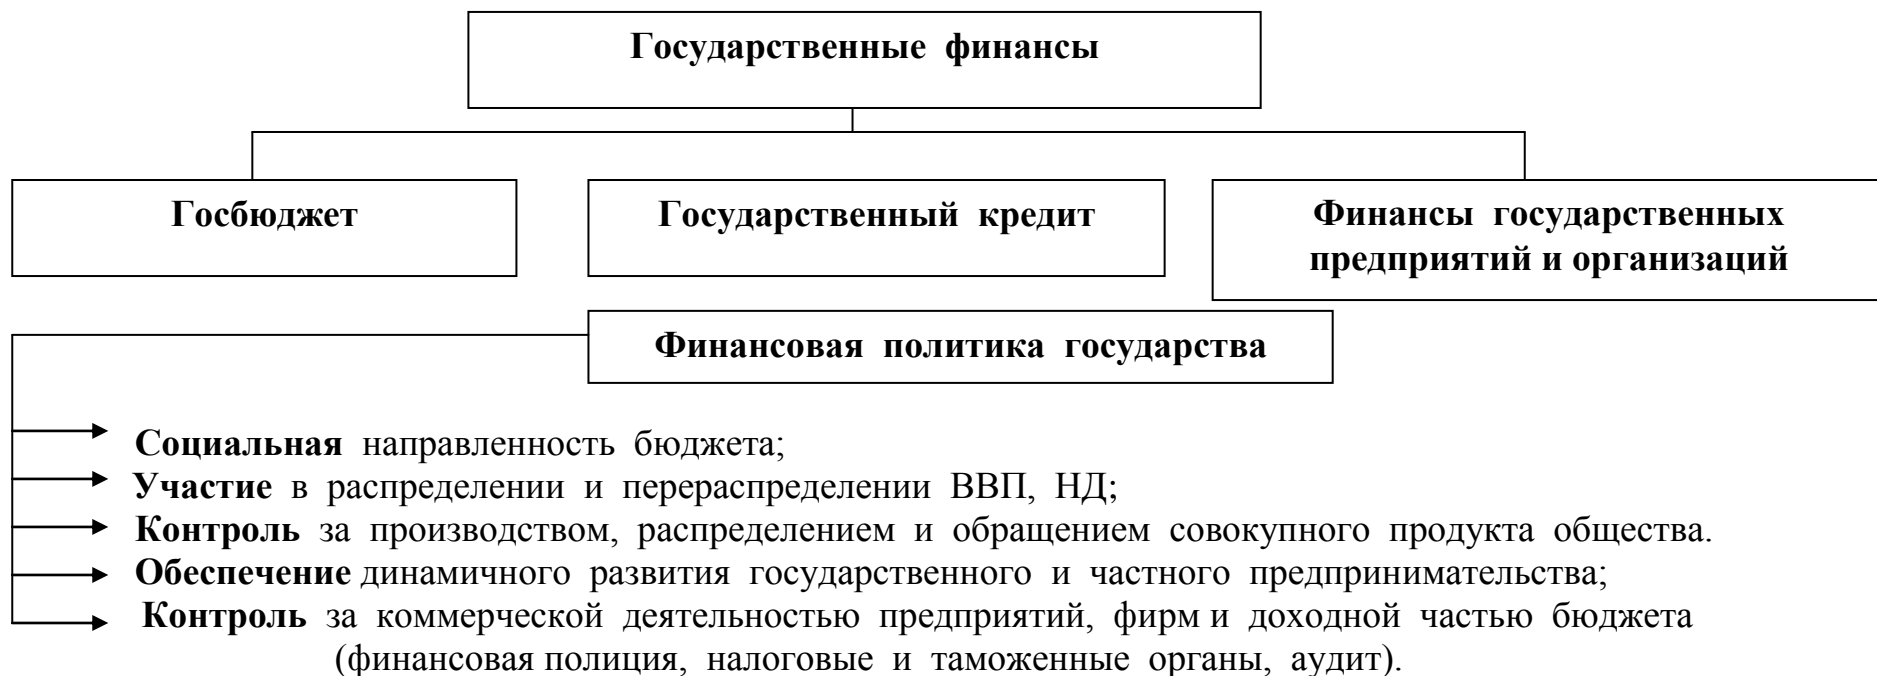 Государственные финансы
Госбюджет
Государственный кредит
Финансы государственных
предприятий и организаций
Финансовая политика государства
Социальная направленность бюджета;
Участие в распределении и перераспределении ВВП, НД;
Контроль за производством, распределением и обращением совокупного продукта общества.
Обеспечение динамичного развития государственного и частного предпринимательства;
Контроль за коммерческой деятельностью предприятий, фирм и доходной частью бюджета
(финансовая полиция, налоговые и таможенные органы, аудит).